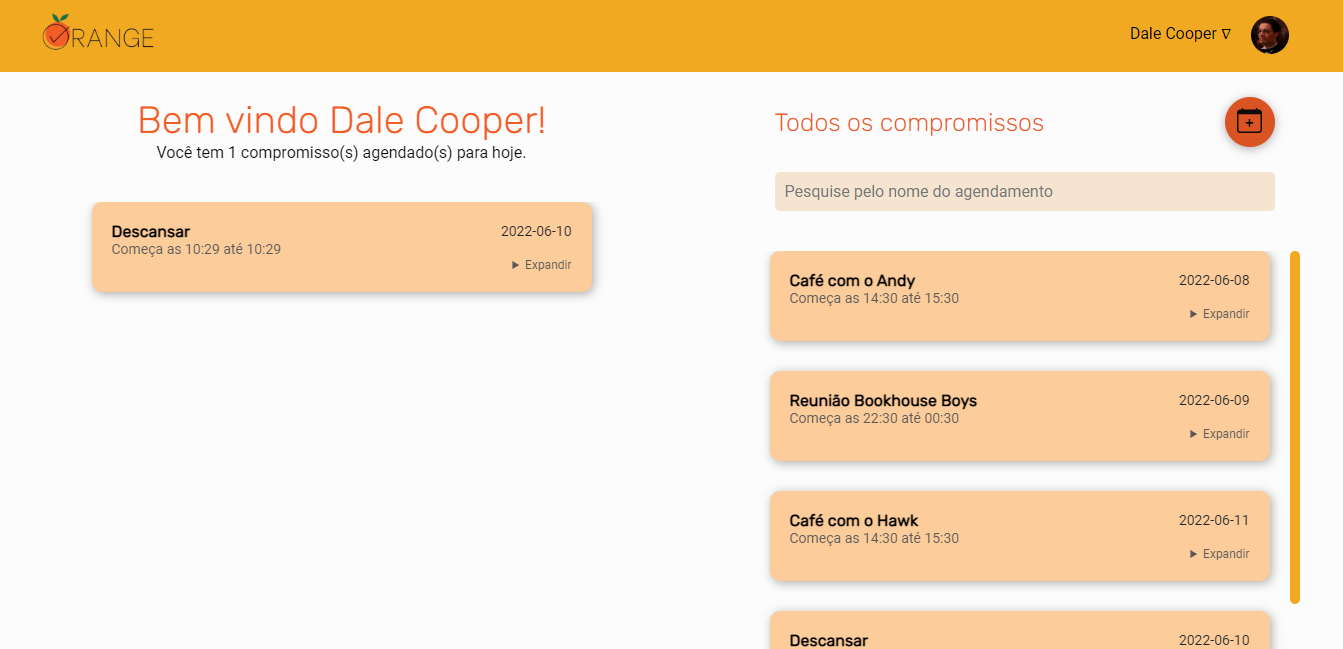 ORANGE
Dale Cooper ∇
Bem vindo Dale Cooper!
Você tem 1 compromisso(s) agendado(s) para hoje.
Descansar
2022-06-10
Começa as 10:29 até 10:29
▶ Expandir
Todos os compromissos
Pesquise pelo nome do agendamento
Café com o Andy
2022-06-08
Começa as 14:30 até 15:30
▶ Expandir
Reunião Bookhouse Boys
2022-06-09
Começa as 22:30 até 00:30
▶ Expandir
Café com o Hawk
2022-06-11
Começa as 14:30 até 15:30
▶ Expandir
Descansar
2022-06-10